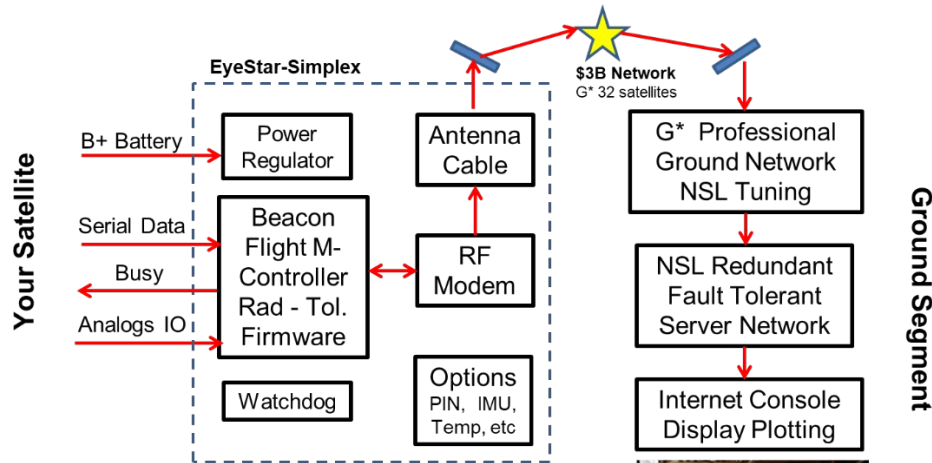 EyeStar-Simplex
$3B Network
G* 32 satellites
Your Satellite
B+ Battery
Serial Data
Busy
Analogs IO
Power
Regulator
Beacon
Flight M-
Controller
Rad - Tol.
Firmware
Watchdog
Antenna
Cable
RF
Modem
Options
PIN, IMU,
Temp, etc
G* Professional
Ground Network
NSL Tuning
NSL Redundant
Fault Tolerant
Server Network
Internet Console
Display Plotting
Ground Segment